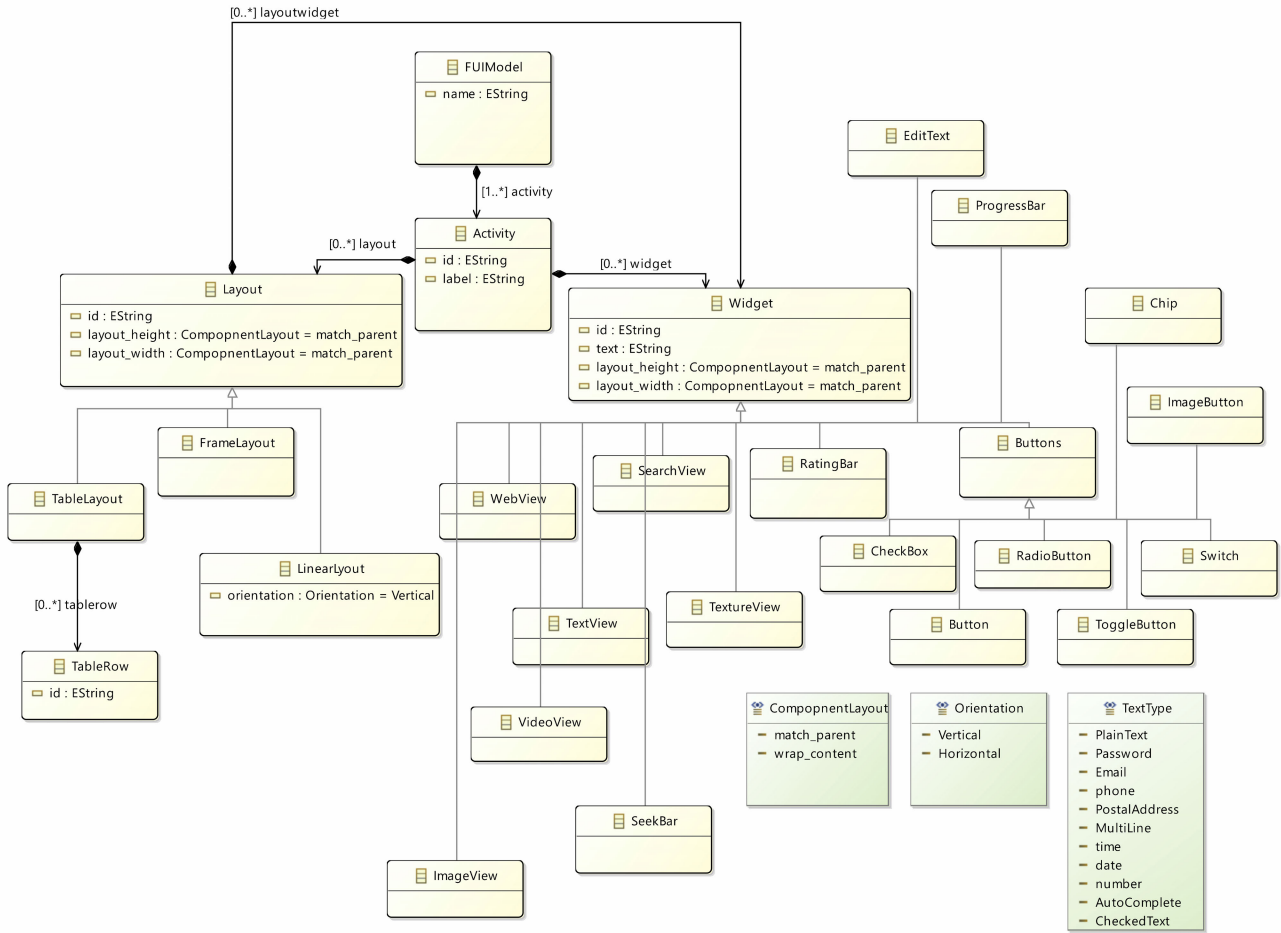 [0..*] layoutwidget
FUIModel
name : EString
[1..*] activity
Activity
id : EString
label : EString
[0..*] layout
[0..*] widget
Layout
id : EString
layout_height : CompopnentLayout = match_parent
layout_width : CompopnentLayout = match_parent
Widget
id : EString
text : EString
layout_height : CompopnentLayout = match_parent
layout_width : CompopnentLayout = match_parent
EditText
ProgressBar
Chip
ImageButton
FrameLayout
TableLayout
LinearLyout
orientation : Orientation = Vertical
[0..*] tablerow
TableRow
id : EString
WebView
SearchView
RatingBar
Buttons
CheckBox
RadioButton
Switch
Button
ToggleButton
TextView
TextureView
VideoView
SeekBar
ImageView
CompopnentLayout
match_parent
wrap_content
Orientation
Vertical
Horizontal
TextType
PlainText
Password
Email
phone
PostalAddress
MultiLine
time
date
number
AutoComplete
CheckedText